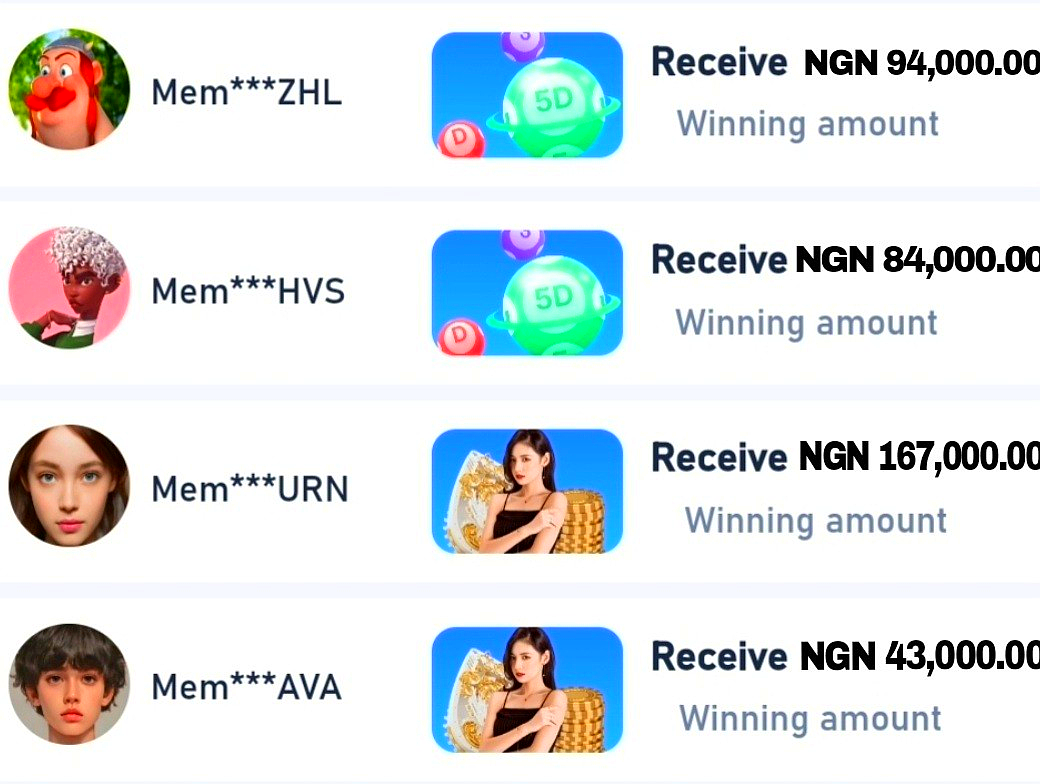 Mem***ZHL
5D
D
Receive NGN 94,000.00
Winning amount
Mem***HVS
5D
D
Receive NGN 84,000.00
Winning amount
Mem***URN
Receive NGN 167,000.00
Winning amount
Mem***AVA
Receive NGN 43,000.00
Winning amount